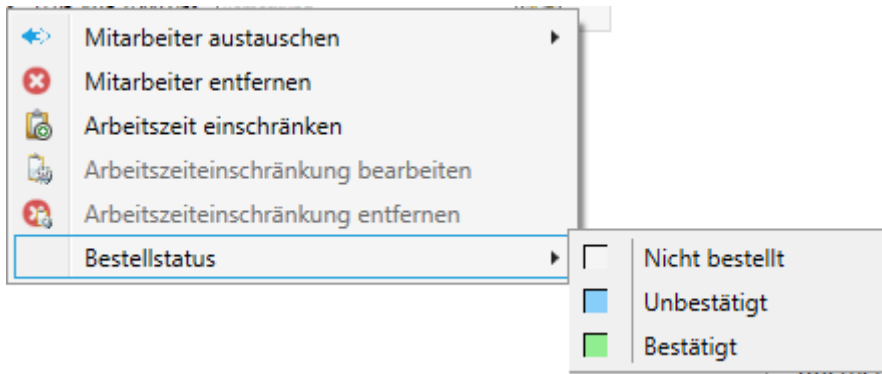 Mitarbeiter austauschen
Mitarbeiter entfernen
Arbeitszeit einschränken
Arbeitszeiteinschränkung bearbeiten
Arbeitszeiteinschränkung entfernen
Bestellstatus
Nicht bestellt
Unbestätigt
Bestätigt